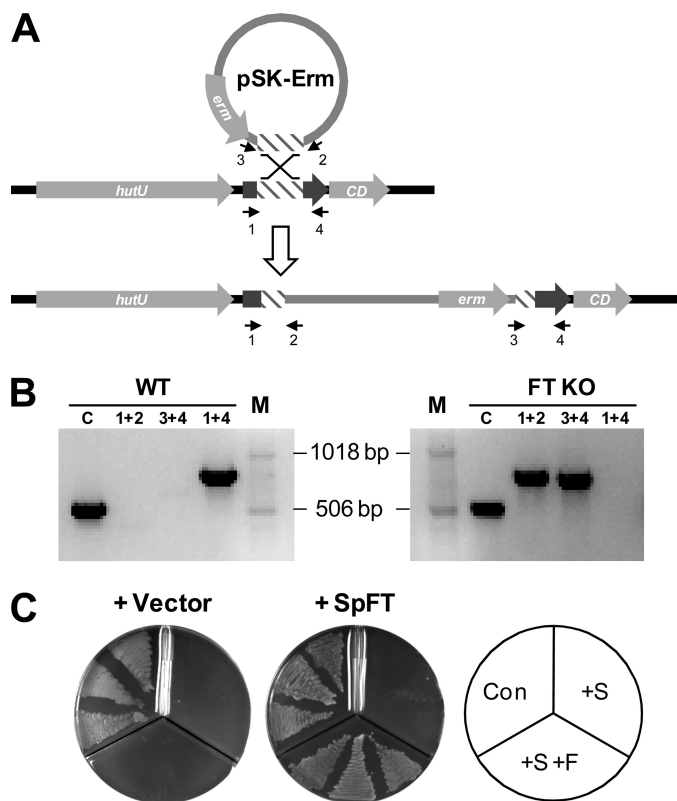 A
pSK-Erm
erm
3 2
hutU CD
1 4
hutU erm CD
1 2 3 4
B
WT FT KO
C 1+2 3+4 1+4 M M C 1+2 3+4 1+4
1018 bp
506 bp
C
+ Vector + SpFT
Con +S
+S +F